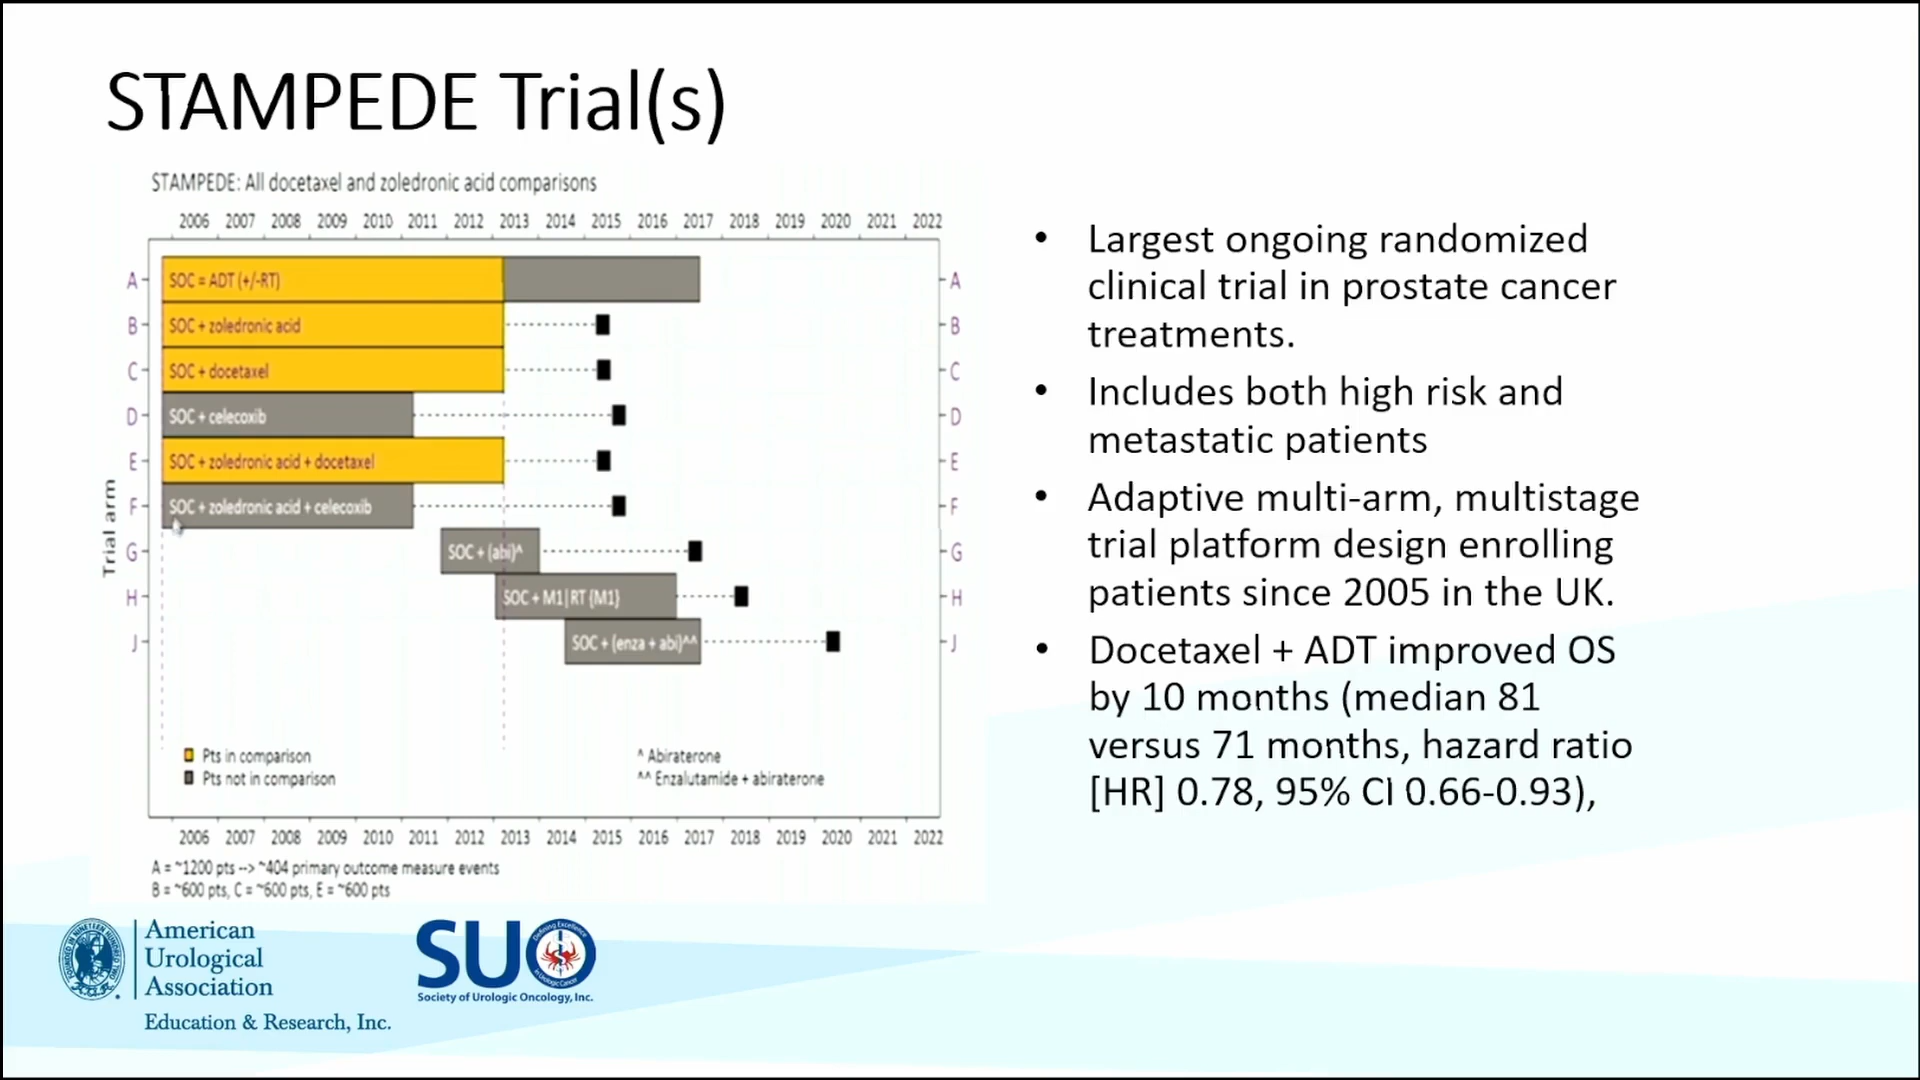 STAMPEDE Trial(s)
STAMPEDE: All docetaxel and zoledronic acid comparisons
2006 2007 2008 2009 2010 2011 2012 2013 2014 2015 2016 2017 2018 2019 2020 2021 2022
Trial arm
A SOC = ADT (+/-RT) A
B SOC + zoledronic acid B
C SOC + docetaxel C
D SOC + celecoxib D
E SOC + zoledronic acid + docetaxel E
F SOC + zoledronic acid + celecoxib F
G SOC + (abi)^ G
H SOC + M1|RT {M1} H
J SOC + (enza + abi)^^ J
Pts in comparison
Pts not in comparison
^ Abiraterone
^^ Enzalutamide + abiraterone
2006 2007 2008 2009 2010 2011 2012 2013 2014 2015 2016 2017 2018 2019 2020 2021 2022
A = ~1200 pts --> ~404 primary outcome measure events
B = ~600 pts, C = ~600 pts, E = ~600 pts
• Largest ongoing randomized
clinical trial in prostate cancer
treatments.
• Includes both high risk and
metastatic patients
• Adaptive multi-arm, multistage
trial platform design enrolling
patients since 2005 in the UK.
• Docetaxel + ADT improved OS
by 10 months (median 81
versus 71 months, hazard ratio
[HR] 0.78, 95% CI 0.66-0.93),
American
Urological
Association
Education & Research, Inc.
SUO
Defining Excellence
in Urologic Cancer
Society of Urologic Oncology, Inc.